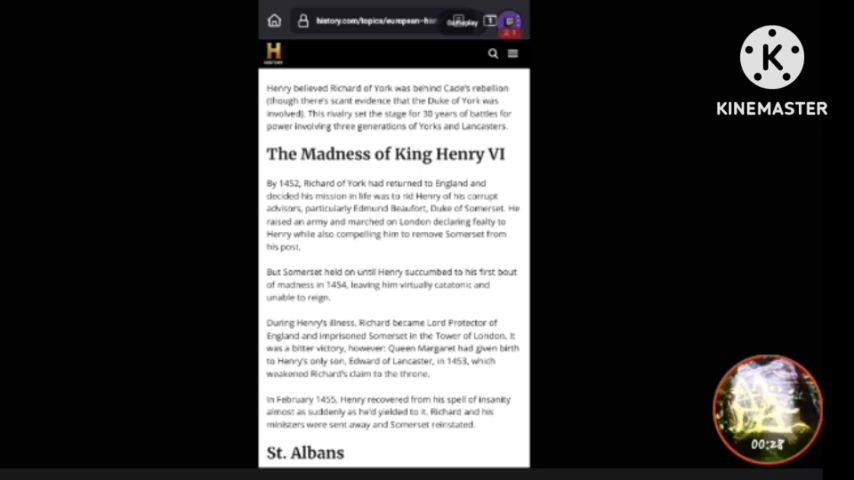 history.com/topics/european-his
Gameplay
H
HISTORY
KINEMASTER
Henry believed Richard of York was behind Cade's rebellion
(though there's scant evidence that the Duke of York was
involved). This rivalry set the stage for 30 years of battles for
power involving three generations of Yorks and Lancasters.
The Madness of King Henry VI
By 1452, Richard of York had returned to England and
decided his mission in life was to rid Henry of his corrupt
advisors, particularly Edmund Beaufort, Duke of Somerset. He
raised an army and marched on London declaring fealty to
Henry while also compelling him to remove Somerset from
his post.
But Somerset held on until Henry succumbed to his first bout
of madness in 1454, leaving him virtually catatonic and
unable to reign.
During Henry's illness, Richard became Lord Protector of
England and imprisoned Somerset in the Tower of London. It
was a bitter victory, however: Queen Margaret had given birth
to Henry's only son, Edward of Lancaster, in 1453, which
weakened Richard's claim to the throne.
In February 1455, Henry recovered from his spell of insanity
almost as suddenly as he'd yielded to it. Richard and his
ministers were sent away and Somerset reinstated.
00:28
St. Albans